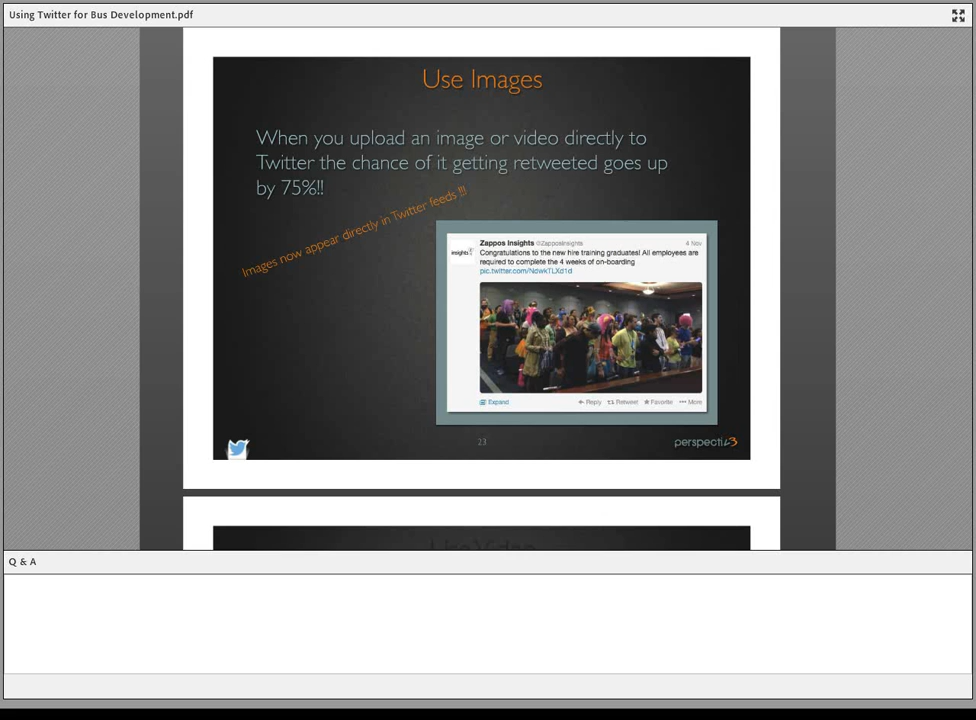 Using Twitter for Bus Development.pdf
Use Images
When you upload an image or video directly to
Twitter the chance of it getting retweeted goes up
by 75%!!
Images now appear directly in Twitter feeds !!!
Zappos Insights @ZapposInsights 4 Nov
insights
Congratulations to the new hire training graduates! All employees are
required to complete the 4 weeks of on-boarding
pic.twitter.com/NdwkTLXd1d
Expand Reply Retweet Favorite More
23
perspectiv3
Q & A